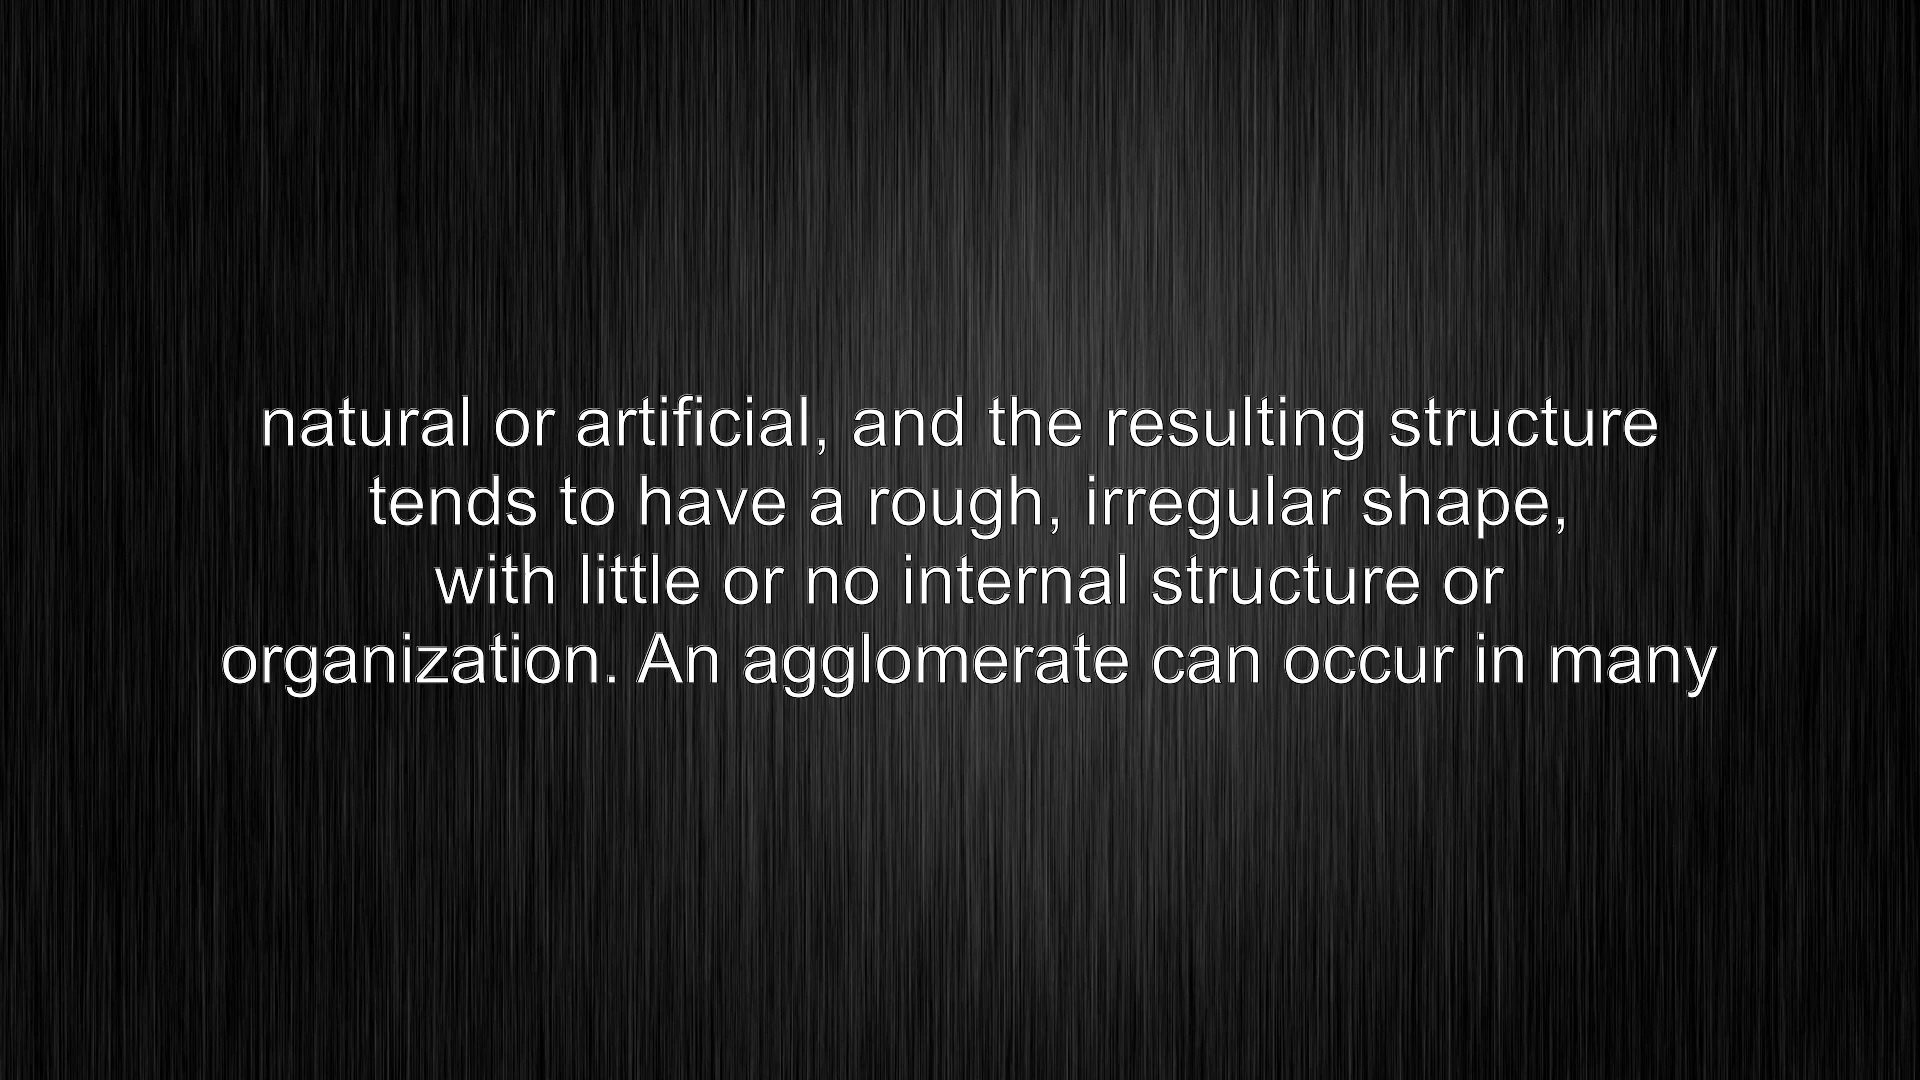 natural or artificial, and the resulting structure
tends to have a rough, irregular shape,
with little or no internal structure or
organization. An agglomerate can occur in many